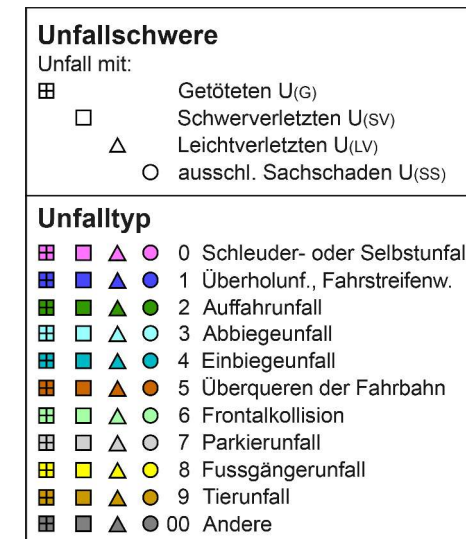 Unfallschwere
Unfall mit:
Getöteten U(G)
Schwerverletzten U(SV)
Leichtverletzten U(LV)
ausschl. Sachschaden U(SS)
Unfalltyp
0 Schleuder- oder Selbstunfal
1 Überholunf., Fahrstreifenw.
2 Auffahrunfall
3 Abbiegeunfall
4 Einbiegeunfall
5 Überqueren der Fahrbahn
6 Frontalkollision
7 Parkierunfall
8 Fussgängerunfall
9 Tierunfall
00 Andere